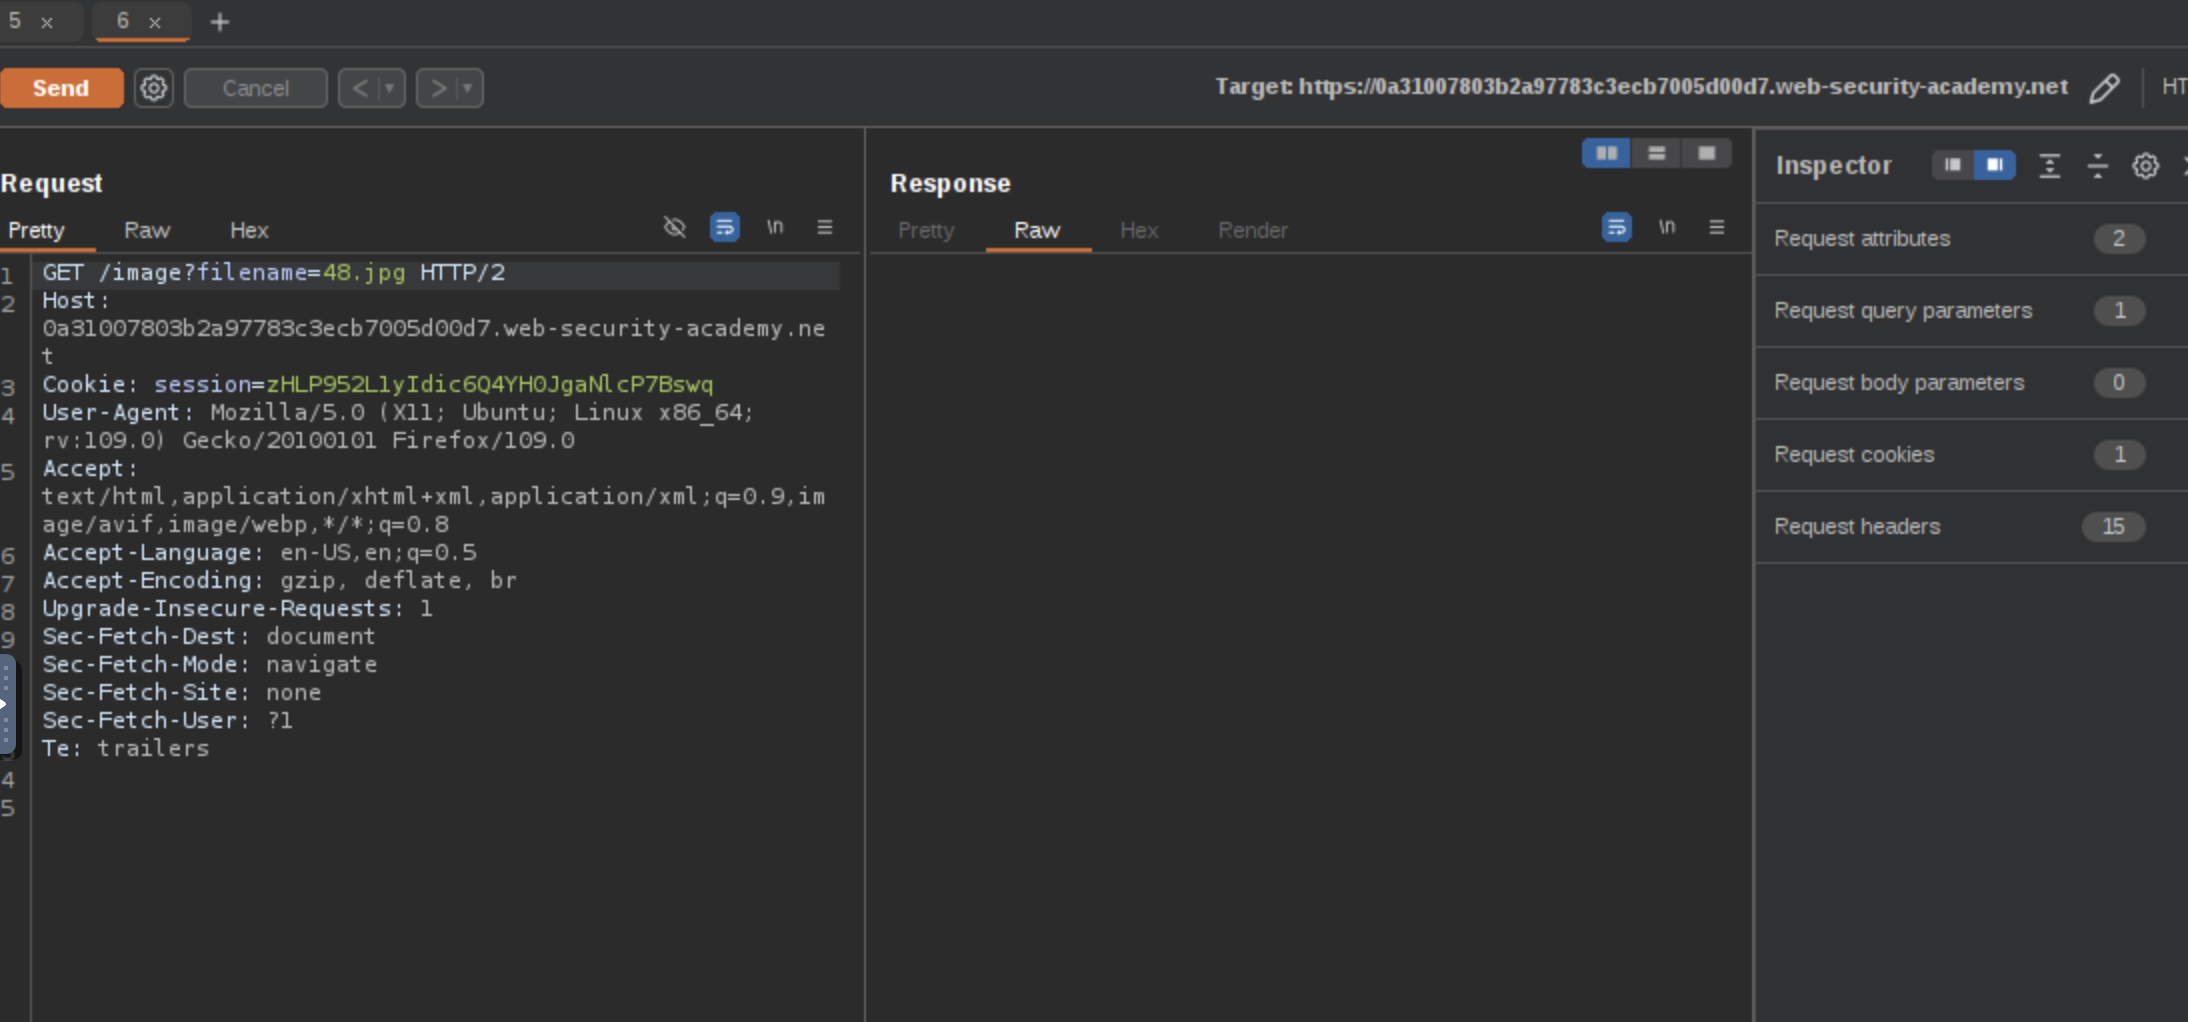 5 × 6 × +
Send Cancel < > Target: https://0a31007803b2a97783c3ecb7005d00d7.web-security-academy.net HT
Request
Pretty Raw Hex \n
1 GET /image?filename=48.jpg HTTP/2
2 Host:
0a31007803b2a97783c3ecb7005d00d7.web-security-academy.ne
t
3 Cookie: session=zHLP952L1yIdic6Q4YH0JgaNlcP7Bswq
4 User-Agent: Mozilla/5.0 (X11; Ubuntu; Linux x86_64;
rv:109.0) Gecko/20100101 Firefox/109.0
5 Accept:
text/html,application/xhtml+xml,application/xml;q=0.9,im
age/avif,image/webp,*/*;q=0.8
6 Accept-Language: en-US,en;q=0.5
7 Accept-Encoding: gzip, deflate, br
8 Upgrade-Insecure-Requests: 1
9 Sec-Fetch-Dest: document
Sec-Fetch-Mode: navigate
Sec-Fetch-Site: none
Sec-Fetch-User: ?1
Te: trailers
4
5
Response
Pretty Raw Hex Render \n
Inspector
Request attributes 2
Request query parameters 1
Request body parameters 0
Request cookies 1
Request headers 15